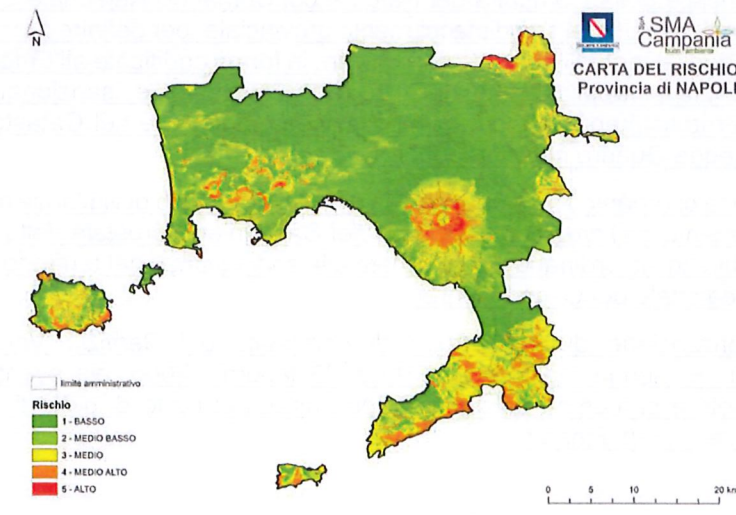 N
SMA
Campania
CARTA DEL RISCHIO
Provincia di NAPOLI
limite amministrativo
Rischio
1 - BASSO
2 - MEDIO BASSO
3 - MEDIO
4 - MEDIO ALTO
5 - ALTO
0 5 10 20 km